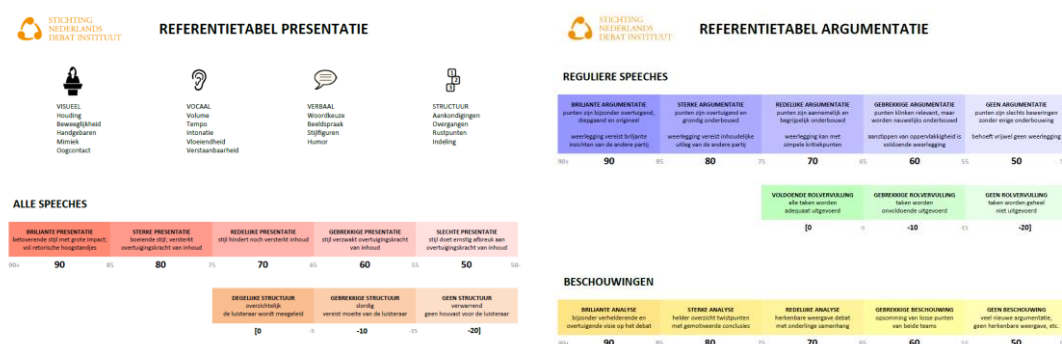 STICHTING
NEDERLANDS
DEBAT INSTITUUT
REFERENTIETABEL PRESENTATIE
VISUEEL
Houding
Beweeglijkheid
Handgebaren
Mimiek
Oogcontact
VOCAAL
Volume
Tempo
Intonatie
Vloeiendheid
Verstaanbaarheid
VERBAAL
Woordkeuze
Beeldspraak
Stijlfiguren
Humor
1
2
3
STRUCTUUR
Aankondigingen
Overgangen
Rustpunten
Indeling
ALLE SPEECHES
BRILJANTE PRESENTATIE
betoverende stijl met grote impact;
vol retorische hoogstandjes
STERKE PRESENTATIE
boeiende stijl; versterkt
overtuigingskracht van inhoud
REDELIJKE PRESENTATIE
stijl hindert noch versterkt inhoud
GEBREKKIGE PRESENTATIE
stijl verzwakt overtuigingskracht
van inhoud
SLECHTE PRESENTATIE
stijl doet ernstig afbreuk aan
overtuigingskracht van inhoud
90+ 90 85 80 75 70 65 60 55 50 50-
DEGELIJKE STRUCTUUR
overzichtelijk
de luisteraar wordt meegeleid
GEBREKKIGE STRUCTUUR
slordig
vereist moeite van de luisteraar
GEEN STRUCTUUR
verwarrend
geen houvast voor de luisteraar
[0 -5 -10 -15 -20]
STICHTING
NEDERLANDS
DEBAT INSTITUUT
REFERENTIETABEL ARGUMENTATIE
REGULIERE SPEECHES
BRILJANTE ARGUMENTATIE
punten zijn bijzonder overtuigend,
diepgaand en origineel
weerlegging vereist briljante
inzichten van de andere partij
STERKE ARGUMENTATIE
punten zijn overtuigend en
grondig onderbouwd
weerlegging vereist inhoudelijke
uitleg van de andere partij
REDELIJKE ARGUMENTATIE
punten zijn aannemelijk en
begrijpelijk onderbouwd
weerlegging kan met
simpele kritiekpunten
GEBREKKIGE ARGUMENTATIE
punten klinken relevant, maar
worden nauwelijks onderbouwd
aanstippen van oppervlakkigheid is
voldoende weerlegging
GEEN ARGUMENTATIE
punten zijn slechts beweringen
zonder enige onderbouwing
behoeft vrijwel geen weerlegging
90+ 90 85 80 75 70 65 60 55 50
VOLDOENDE ROLVERVULLING
alle taken worden
adequaat uitgevoerd
GEBREKKIGE ROLVERVULLING
taken worden
onvoldoende uitgevoerd
GEEN ROLVERVULLING
taken worden geheel
niet uitgevoerd
[0 -5 -10 -15 -20]
BESCHOUWINGEN
BRILJANTE ANALYSE
bijzonder verhelderende en
overtuigende visie op het debat
STERKE ANALYSE
helder overzicht twistpunten
met gemotiveerde conclusies
REDELIJKE ANALYSE
herkenbare weergave debat
met onderlinge samenhang
GEBREKKIGE BESCHOUWING
opsomming van losse punten
van beide teams
GEEN BESCHOUWING
veel nieuwe argumentatie,
geen herkenbare weergave, etc.
90+ 90 85 80 75 70 65 60 55 50